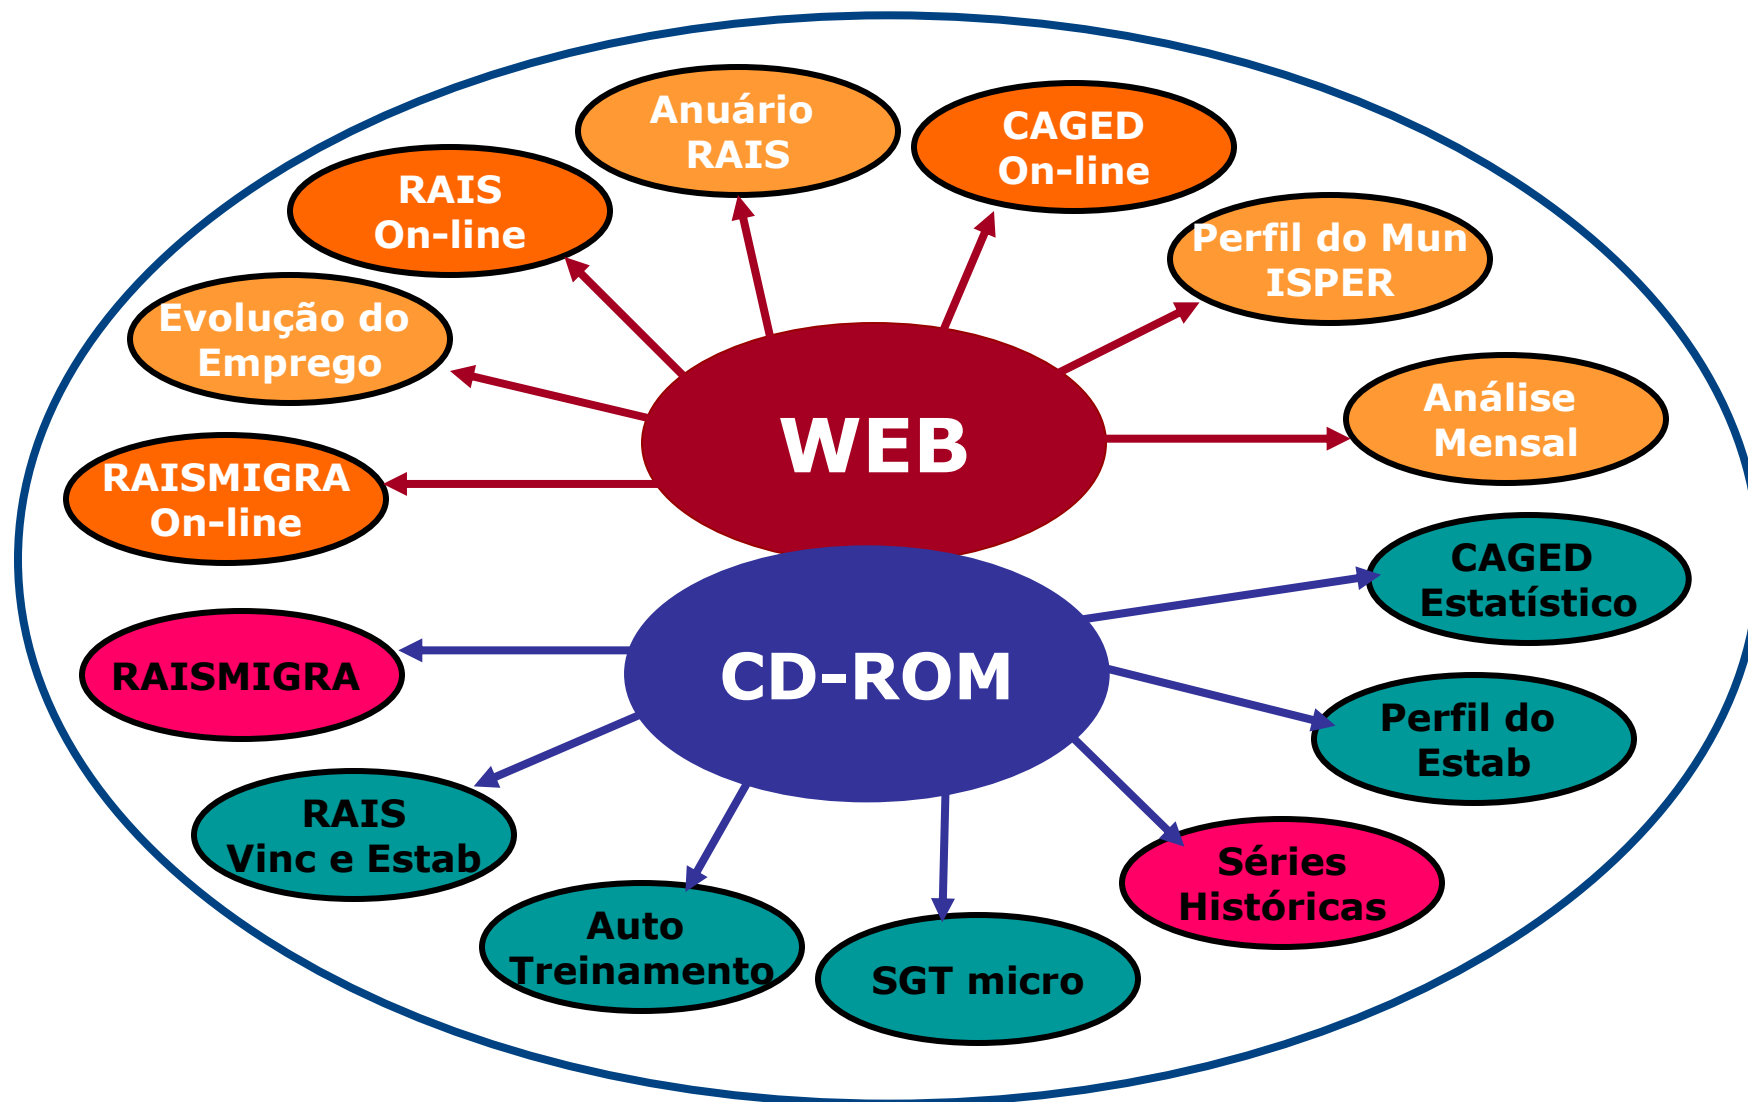 Anuário
RAIS
CAGED
On-line
RAIS
On-line
Perfil do Mun
ISPER
Evolução do
Emprego
Análise
Mensal
WEB
RAISMIGRA
On-line
CAGED
Estatístico
RAISMIGRA
CD-ROM
Perfil do
Estab
RAIS
Vinc e Estab
Séries
Históricas
Auto
Treinamento
SGT micro